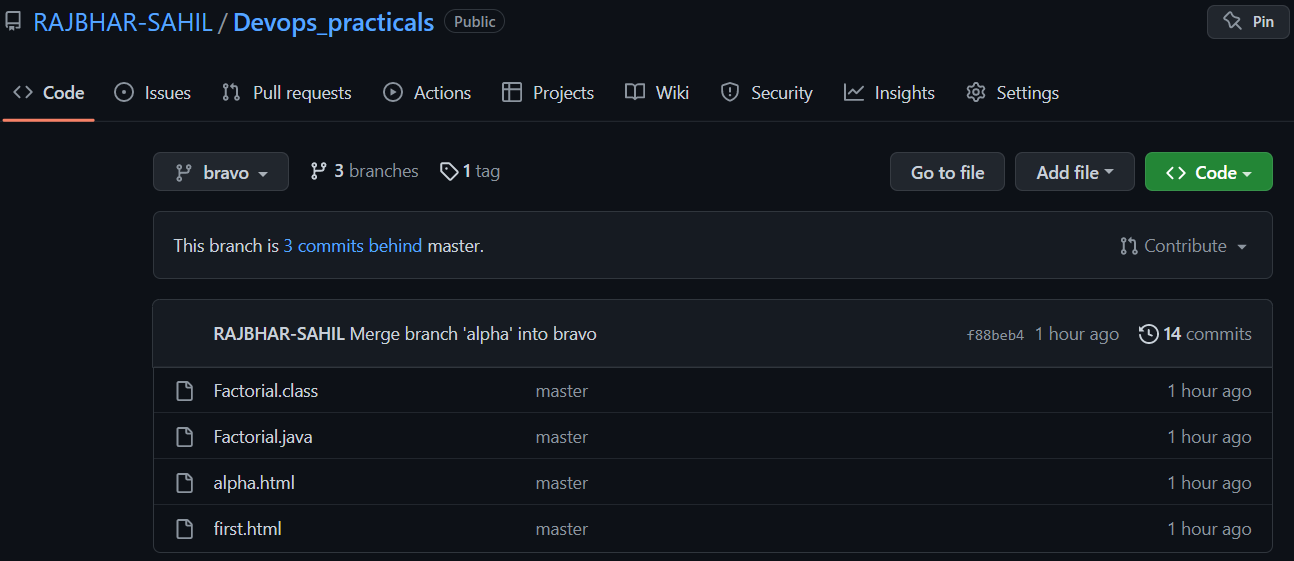 RAJBHAR-SAHIL / Devops_practicals Public Pin
Code Issues Pull requests Actions Projects Wiki Insights Security Settings
bravo 3 branches 1 tag Go to file Add file Code
This branch is 3 commits behind master. Contribute
RAJBHAR-SAHIL Merge branch 'alpha' into bravo f88beb4 1 hour ago 14 commits
Factorial.class master 1 hour ago
Factorial.java master 1 hour ago
alpha.html master 1 hour ago
first.html master 1 hour ago